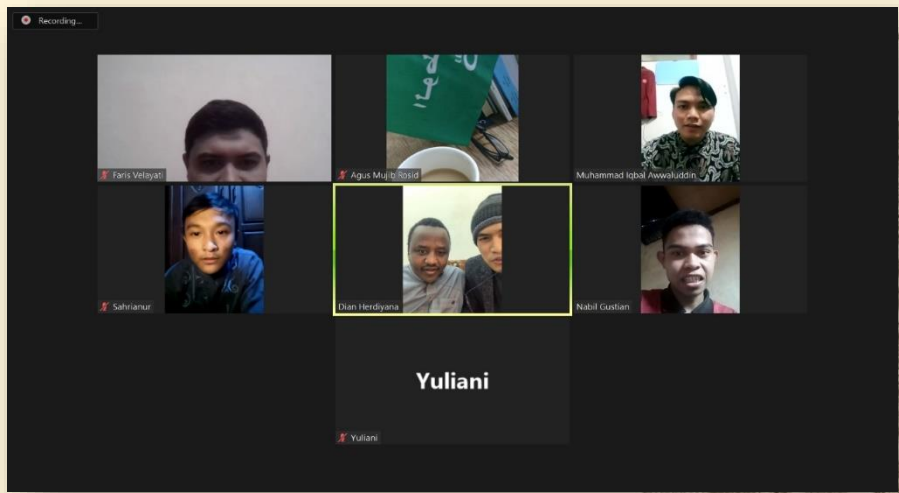 Recording...
Faris Velayati
Agus Mujib Rosid
Muhammad Iqbal Awwaluddin
Sahrianur
Dian Herdiyana
Nabil Gustian
Yuliani
Yuliani